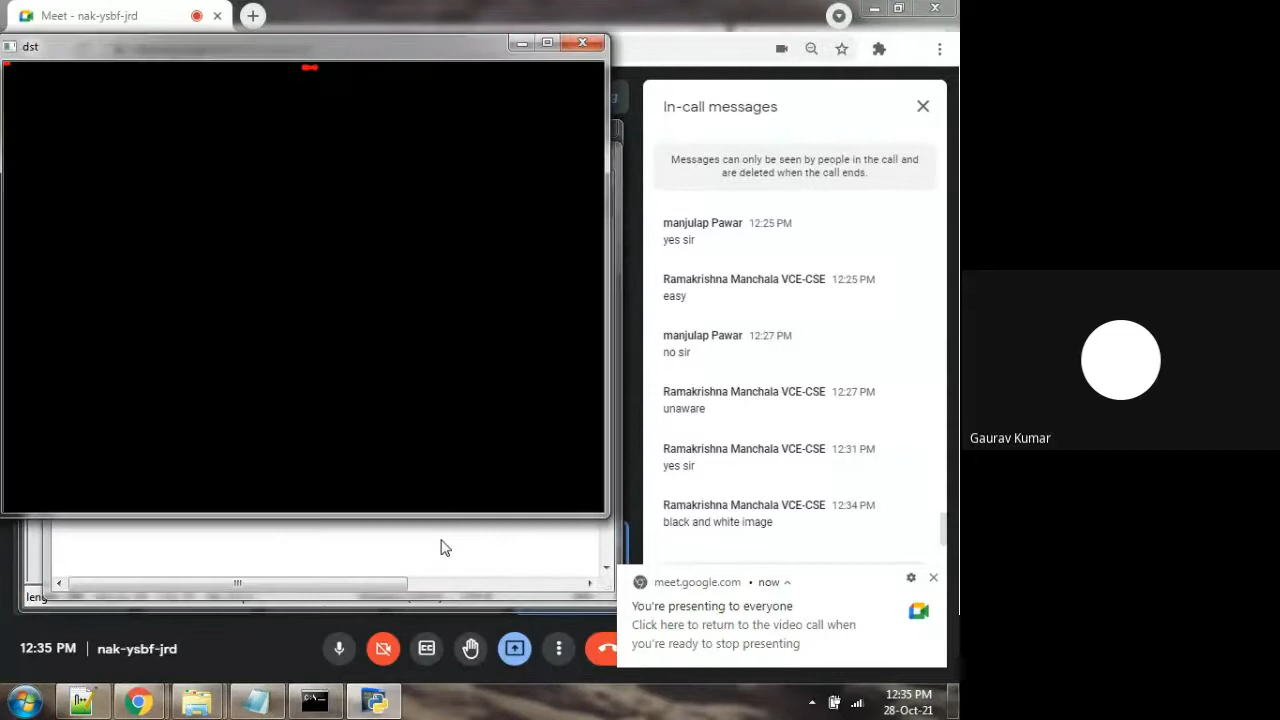 Meet - nak-ysbf-jrd
dst
In-call messages
Messages can only be seen by people in the call and
are deleted when the call ends.
manjulap Pawar 12:25 PM
yes sir
Ramakrishna Manchala VCE-CSE 12:25 PM
easy
manjulap Pawar 12:27 PM
no sir
Ramakrishna Manchala VCE-CSE 12:27 PM
unaware
Ramakrishna Manchala VCE-CSE 12:31 PM
yes sir
Ramakrishna Manchala VCE-CSE 12:34 PM
black and white image
Gaurav Kumar
leng
meet.google.com • now
You're presenting to everyone
Click here to return to the video call when
you're ready to stop presenting
12:35 PM | nak-ysbf-jrd
12:35 PM
28-Oct-21